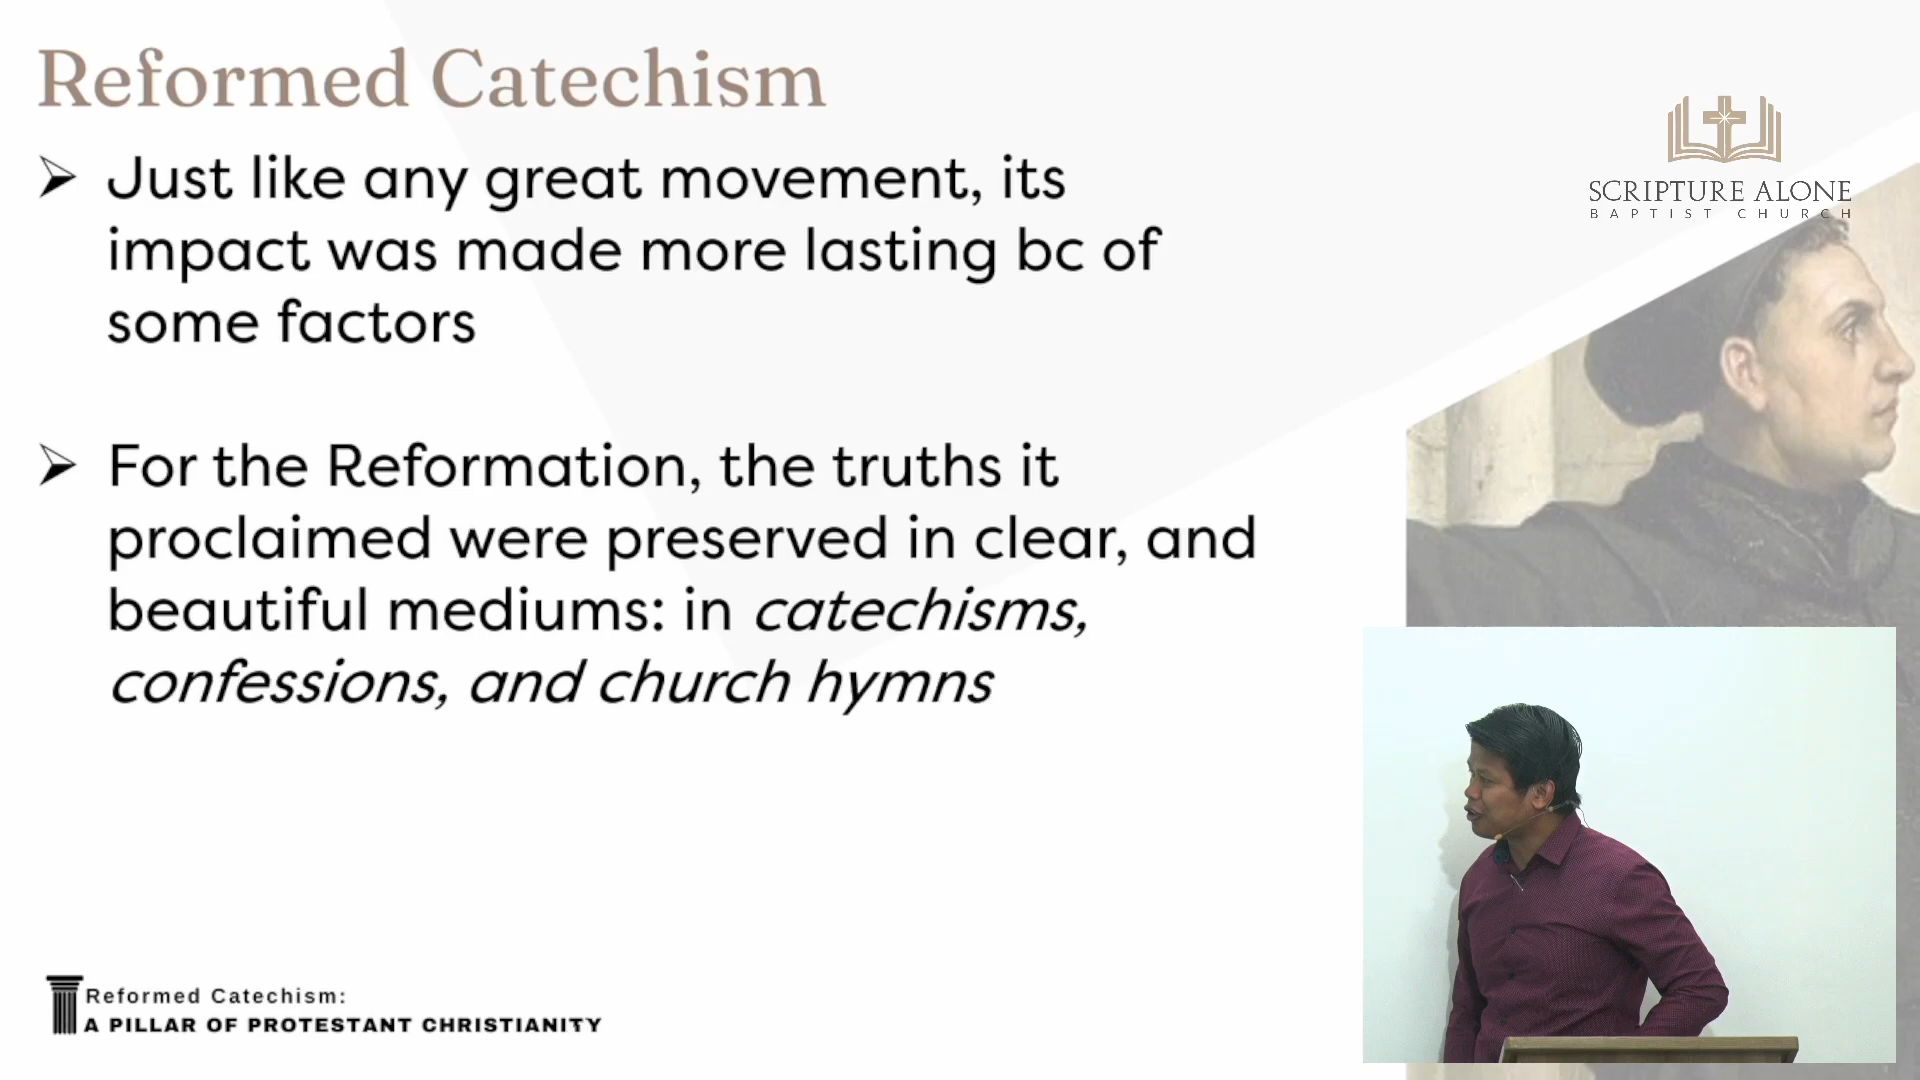 Reformed Catechism
➢ Just like any great movement, its
impact was made more lasting bc of
some factors
➢ For the Reformation, the truths it
proclaimed were preserved in clear, and
beautiful mediums: in catechisms,
confessions, and church hymns
SCRIPTURE ALONE
BAPTIST CHURCH
Reformed Catechism:
A PILLAR OF PROTESTANT CHRISTIANITY